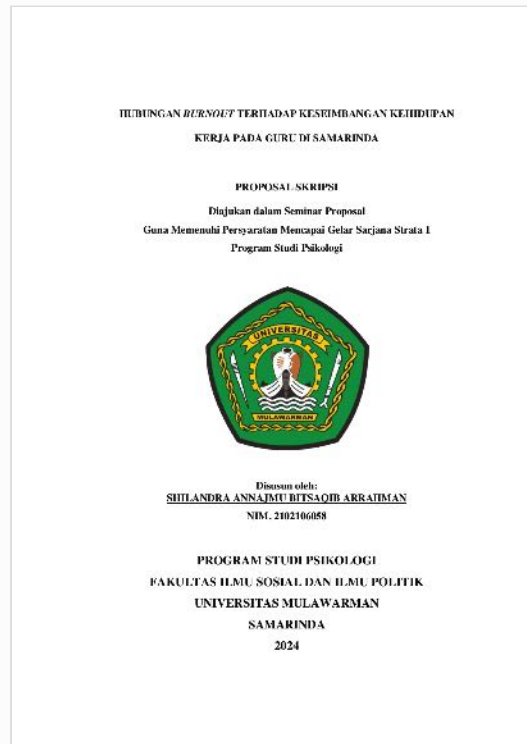 HUBUNGAN BURNOUT TERHADAP KESEIMBANGAN KEHIDUPAN
KERJA PADA GURU DI SAMARINDA
PROPOSAL SKRIPSI
Diajukan dalam Seminar Proposal
Guna Memenuhi Persyaratan Mencapai Gelar Sarjana Strata 1
Program Studi Psikologi
UNIVERSITAS
MULAWARMAN
Disusun oleh:
SHILANDRA ANNAJMU BITSAQIB ARRAHMAN
NIM. 2102106058
PROGRAM STUDI PSIKOLOGI
FAKULTAS ILMU SOSIAL DAN ILMU POLITIK
UNIVERSITAS MULAWARMAN
SAMARINDA
2024